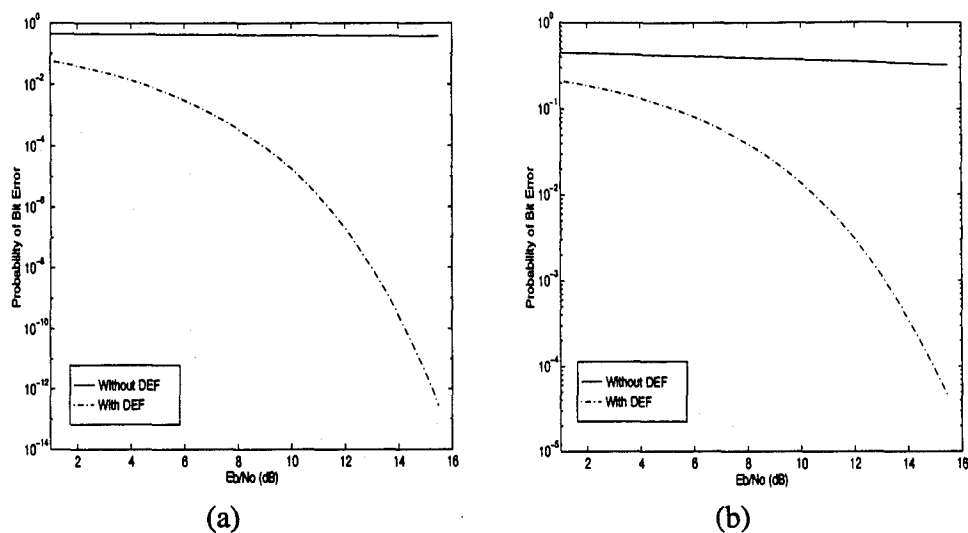 10^0
10^-2
10^-4
10^-6
10^-8
10^-10
10^-12
10^-14
Probability of Bit Error
Without DEF
With DEF
2 4 6 8 10 12 14 16
Eb/No (dB)
(a)
10^0
10^-1
10^-2
10^-3
10^-4
10^-5
Probability of Bit Error
Without DEF
With DEF
2 4 6 8 10 12 14 16
Eb/No (dB)
(b)